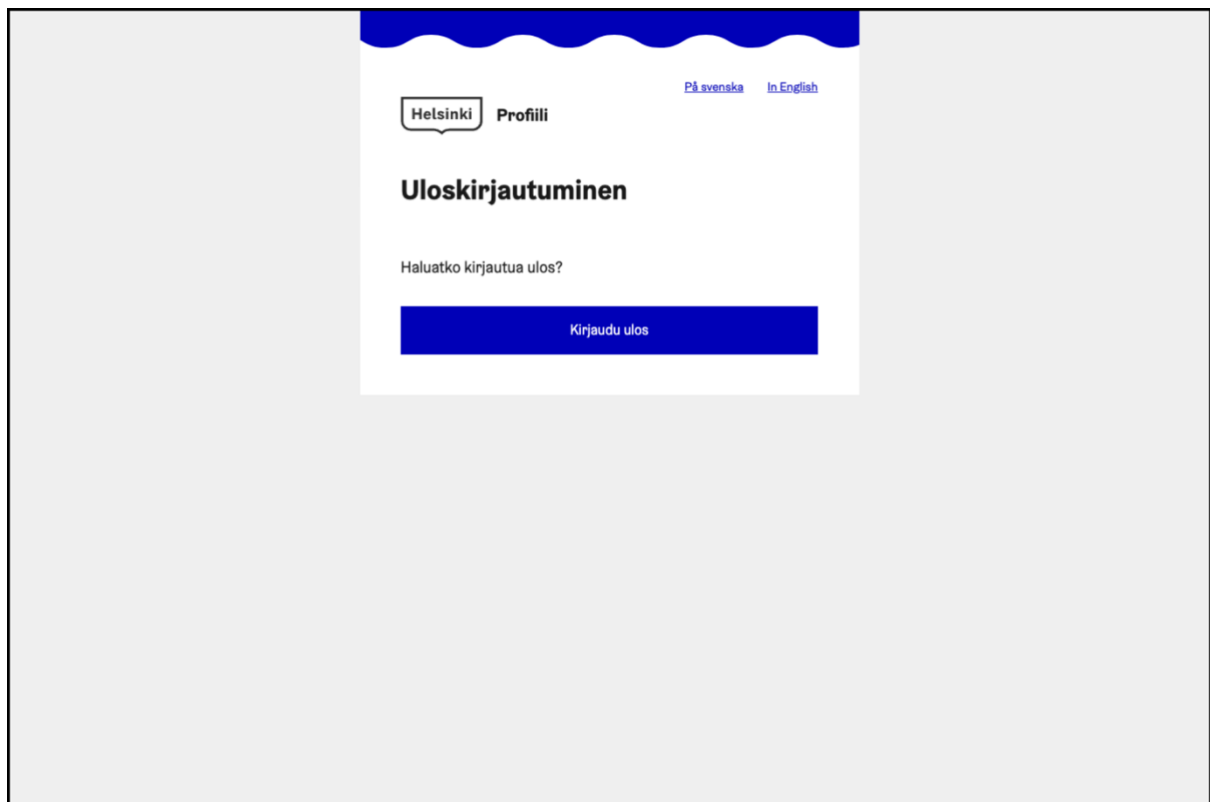 På svenska In English
Helsinki Profiili
Uloskirjautuminen
Haluatko kirjautua ulos?
Kirjaudu ulos